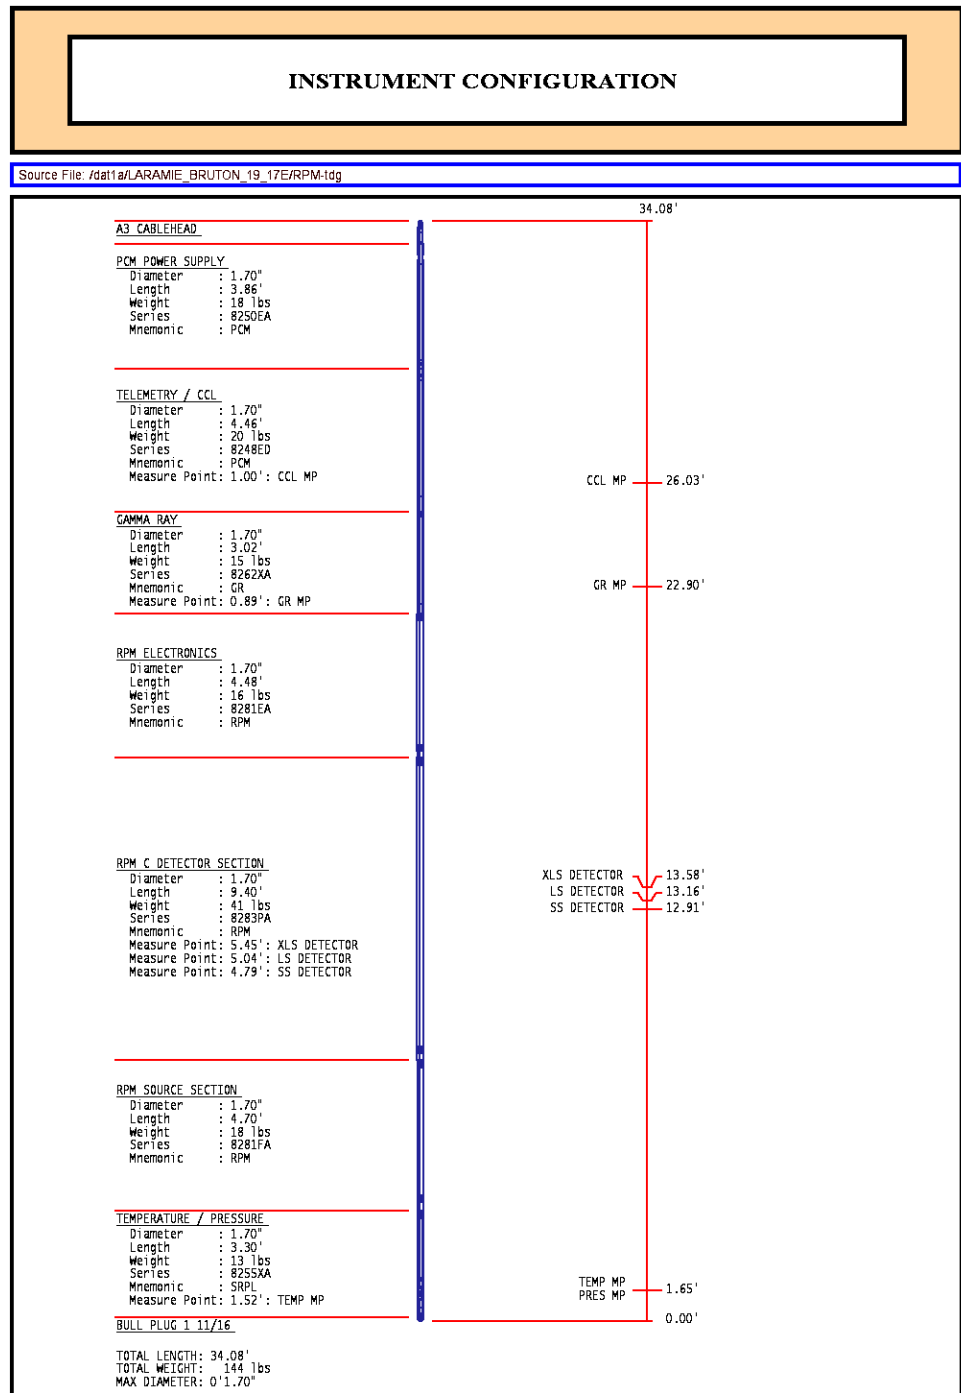 INSTRUMENT CONFIGURATION
Source File: /dat1a/LARAMIE_BRUTON_19_17E/RPM-tdg
34.08'
A3 CABLEHEAD
PCM POWER SUPPLY
Diameter : 1.70"
Length : 3.86'
Weight : 18 lbs
Series : 8250EA
Mnemonic : PCM
TELEMETRY / CCL
Diameter : 1.70"
Length : 4.46'
Weight : 20 lbs
Series : 8248ED
Mnemonic : PCM
Measure Point: 1.00': CCL MP
CCL MP 26.03'
GAMMA RAY
Diameter : 1.70"
Length : 3.02'
Weight : 15 lbs
Series : 8262XA
Mnemonic : GR
Measure Point: 0.89': GR MP
GR MP 22.90'
RPM ELECTRONICS
Diameter : 1.70"
Length : 4.48'
Weight : 16 lbs
Series : 8281EA
Mnemonic : RPM
RPM C DETECTOR SECTION
Diameter : 1.70"
Length : 9.40'
Weight : 41 lbs
Series : 8283PA
Mnemonic : RPM
Measure Point: 5.45': XLS DETECTOR
Measure Point: 5.04': LS DETECTOR
Measure Point: 4.79': SS DETECTOR
XLS DETECTOR 13.58'
LS DETECTOR 13.16'
SS DETECTOR 12.91'
RPM SOURCE SECTION
Diameter : 1.70"
Length : 4.70'
Weight : 18 lbs
Series : 8281FA
Mnemonic : RPM
TEMPERATURE / PRESSURE
Diameter : 1.70"
Length : 3.30'
Weight : 13 lbs
Series : 8255XA
Mnemonic : SRPL
Measure Point: 1.52': TEMP MP
TEMP MP
PRES MP 1.65'
0.00'
BULL PLUG 1 11/16
TOTAL LENGTH: 34.08'
TOTAL WEIGHT: 144 lbs
MAX DIAMETER: 0'1.70"